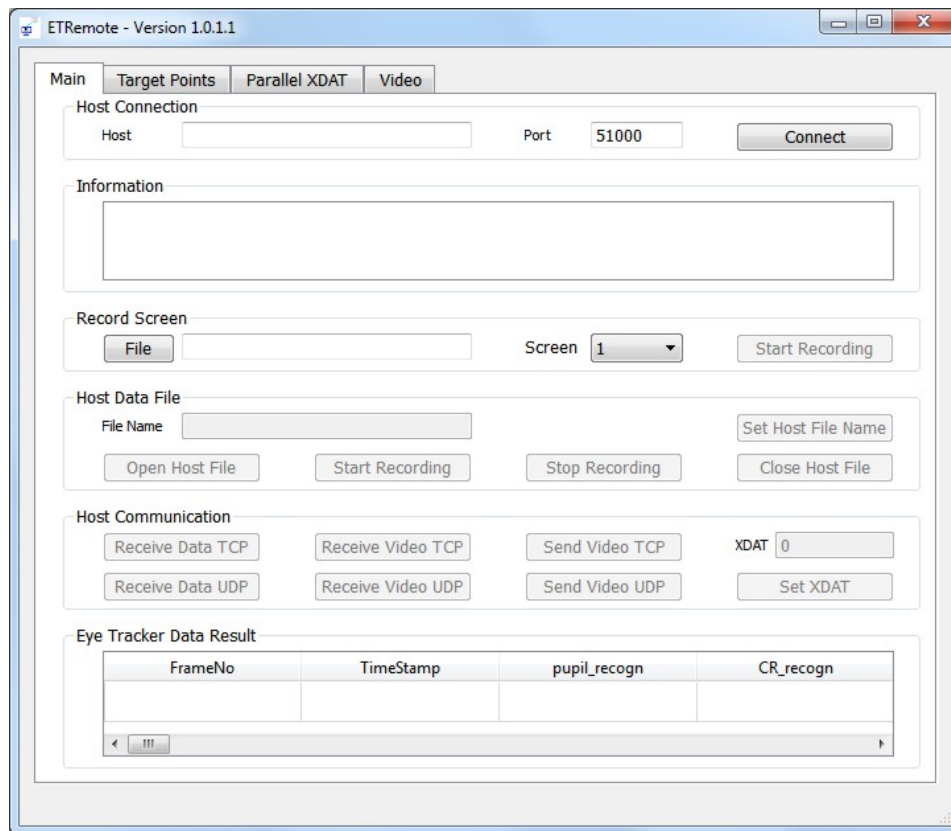 ETRemote - Version 1.0.1.1
Main Target Points Parallel XDAT Video
Host Connection
Host Port 51000 Connect
Information
Record Screen
File Screen 1 Start Recording
Host Data File
File Name Set Host File Name
Open Host File Start Recording Stop Recording Close Host File
Host Communication
Receive Data TCP Receive Video TCP Send Video TCP XDAT 0
Receive Data UDP Receive Video UDP Send Video UDP Set XDAT
Eye Tracker Data Result
FrameNo TimeStamp pupil_recogn CR_recogn